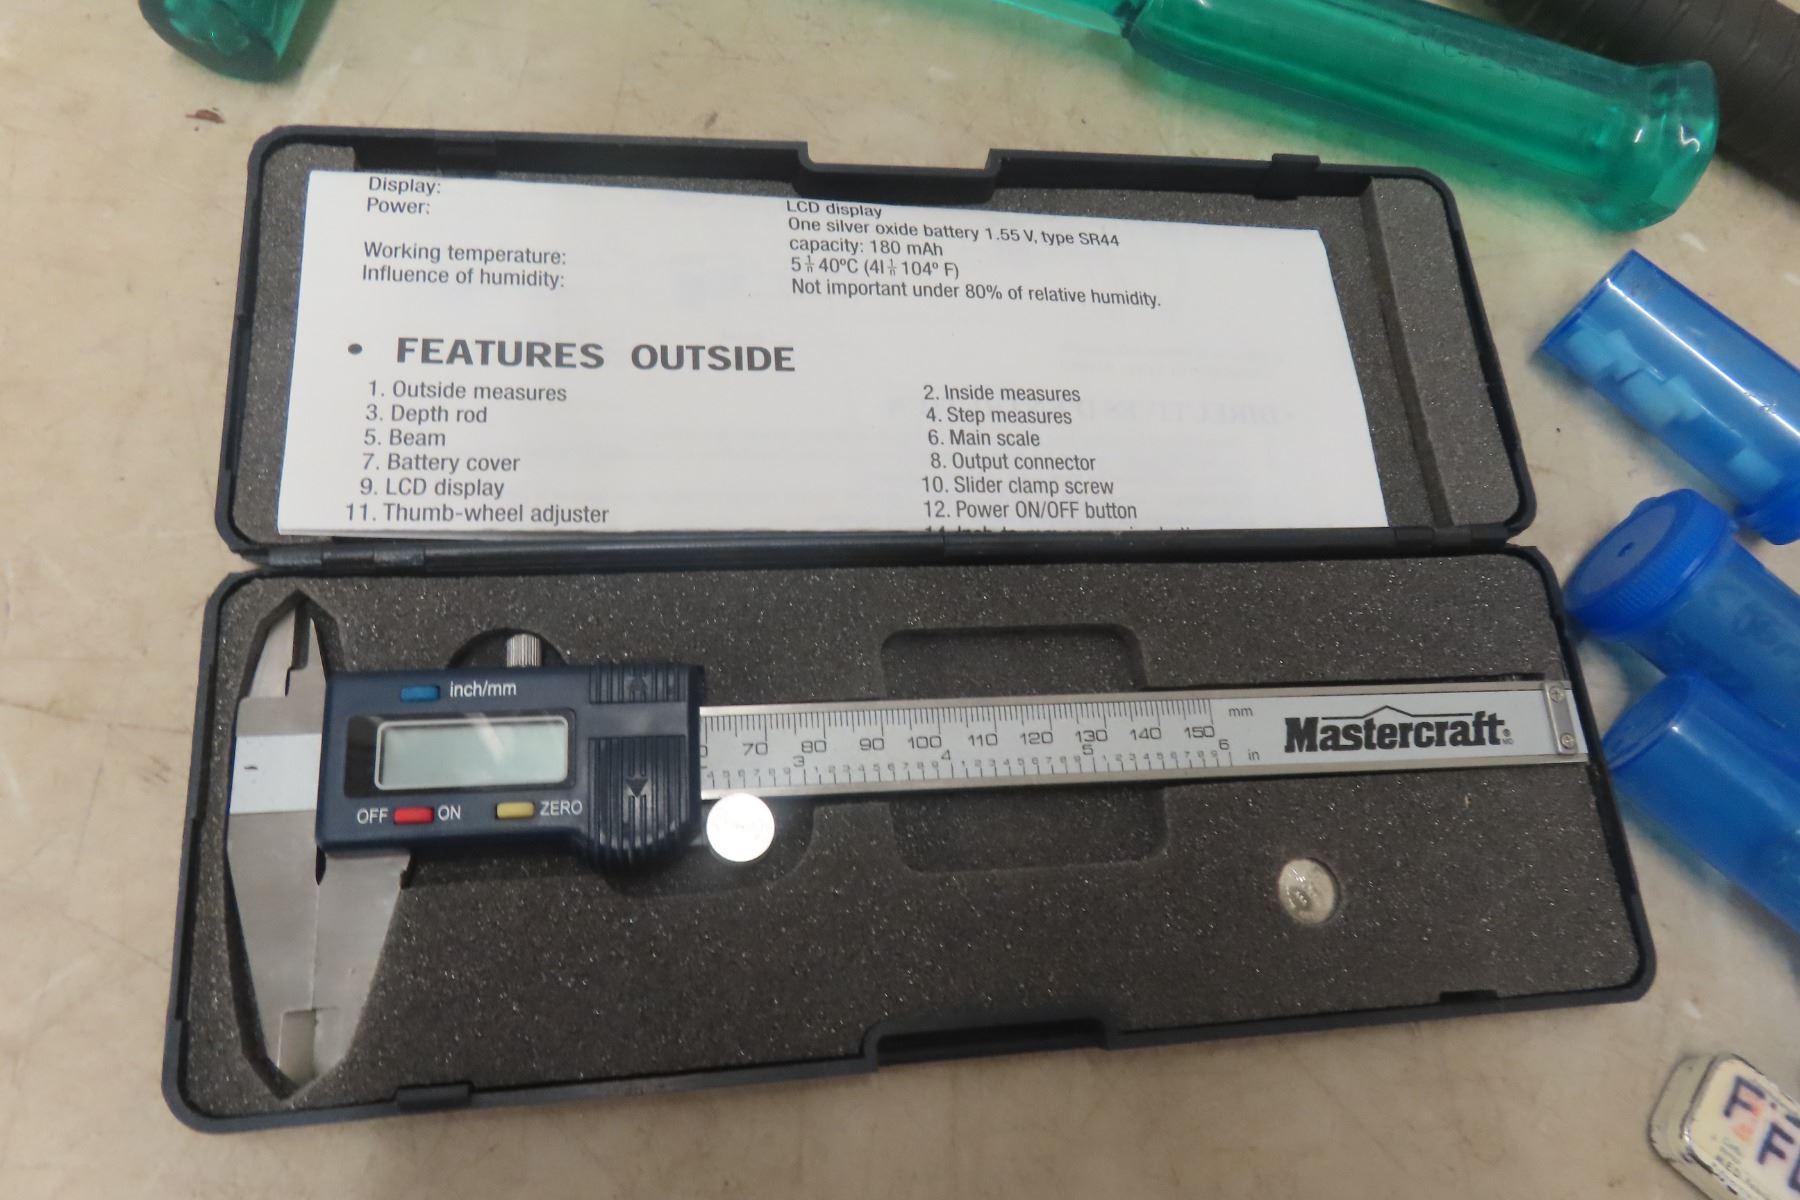 Display:
LCD display
Power:
One silver oxide battery 1.55 V, type SR44
capacity: 180 mAh
Working temperature:
5 ÷ 40ºC (4I ÷ 104º F)
Influence of humidity:
Not important under 80% of relative humidity.
• FEATURES OUTSIDE
1. Outside measures
2. Inside measures
3. Depth rod
4. Step measures
5. Beam
6. Main scale
7. Battery cover
8. Output connector
9. LCD display
10. Slider clamp screw
11. Thumb-wheel adjuster
12. Power ON/OFF button
inch/mm
OFF ON ZERO
70 80 90 100 110 120 130 140 150 mm
3 4 5 6 in
Mastercraft